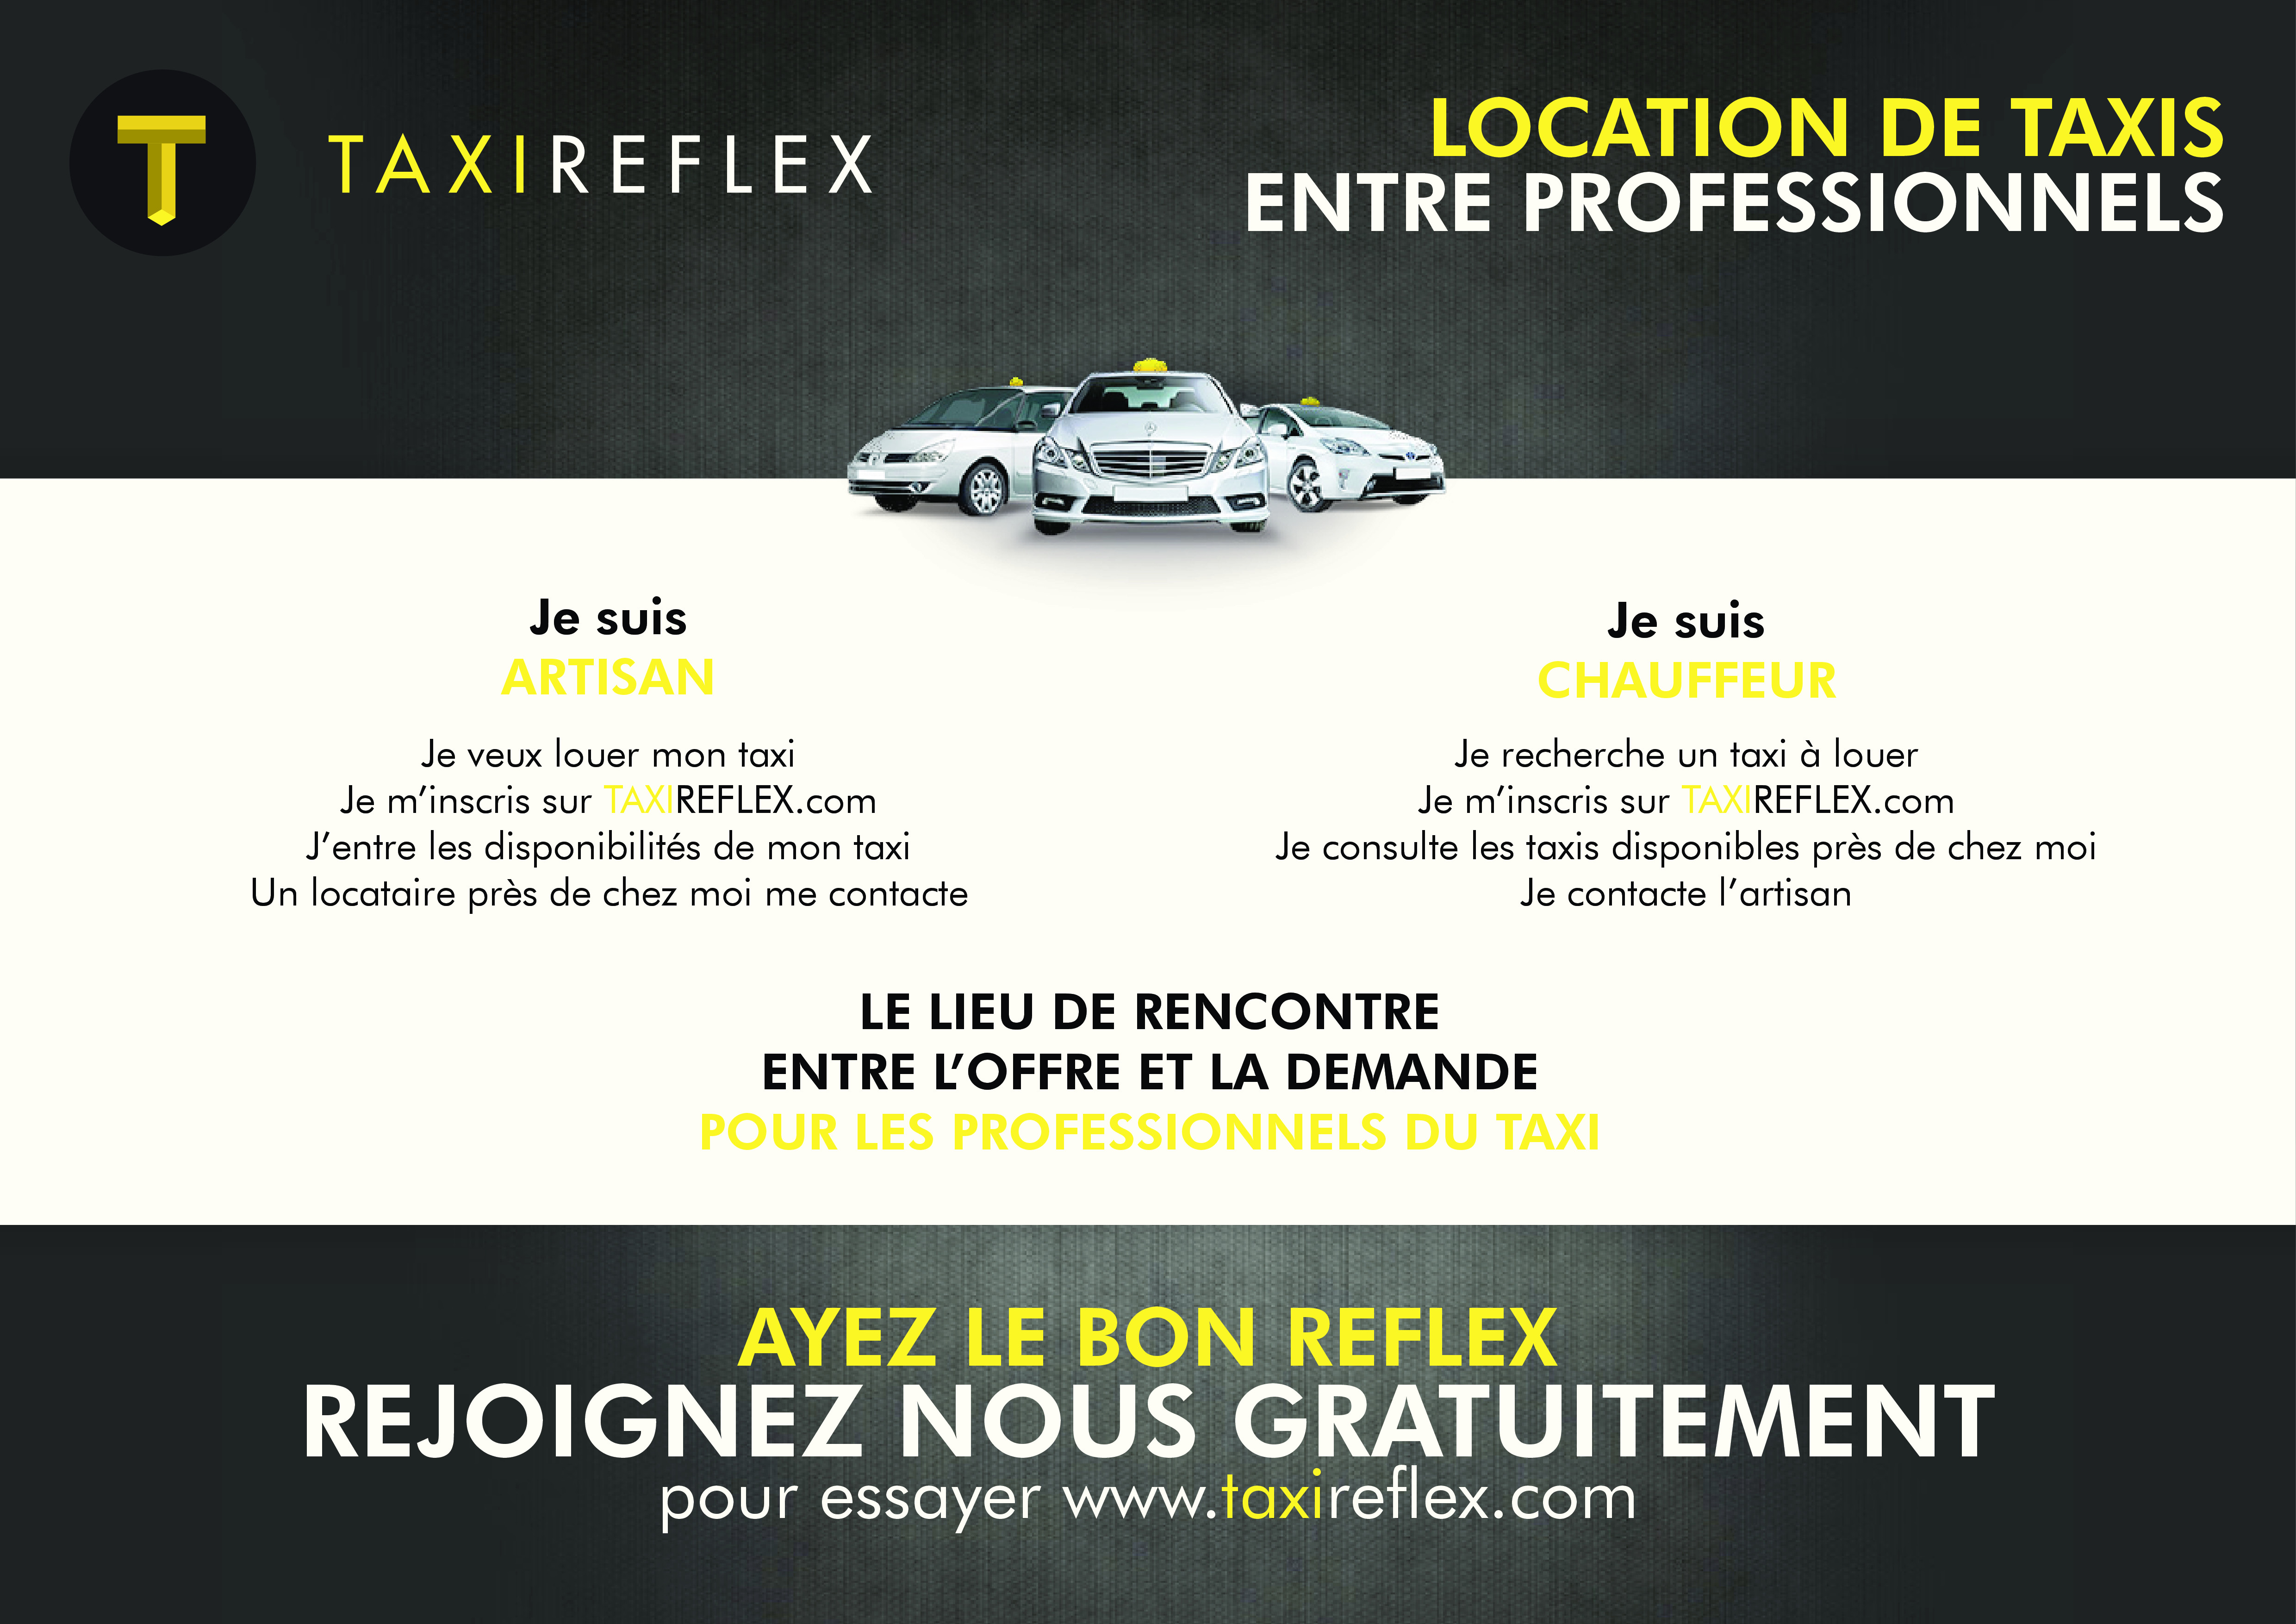 T
TAXIREFLEX
LOCATION DE TAXIS
ENTRE PROFESSIONNELS
Je suis
ARTISAN
Je veux louer mon taxi
Je m’inscris sur TAXIREFLEX.com
J’entre les disponibilités de mon taxi
Un locataire près de chez moi me contacte
Je suis
CHAUFFEUR
Je recherche un taxi à louer
Je m’inscris sur TAXIREFLEX.com
Je consulte les taxis disponibles près de chez moi
Je contacte l’artisan
LE LIEU DE RENCONTRE
ENTRE L’OFFRE ET LA DEMANDE
POUR LES PROFESSIONNELS DU TAXI
AYEZ LE BON REFLEX
REJOIGNEZ NOUS GRATUITEMENT
pour essayer www.taxireflex.com